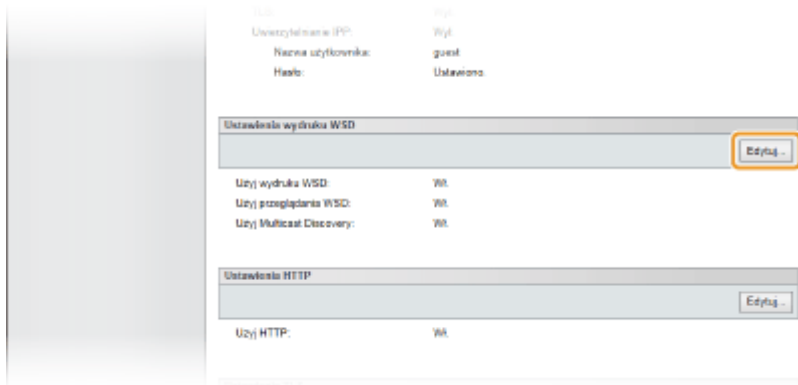 Uwierzytelnianie IPP: Wył.
Nazwa użytkownika: guest
Hasło: Ustawiono.
Ustawienia wydruku WSD
Edytuj...
Użyj wydruku WSD: Wł.
Użyj przeglądania WSD: Wł.
Użyj Multicast Discovery: Wł.
Ustawienia HTTP
Edytuj...
Użyj HTTP: Wł.